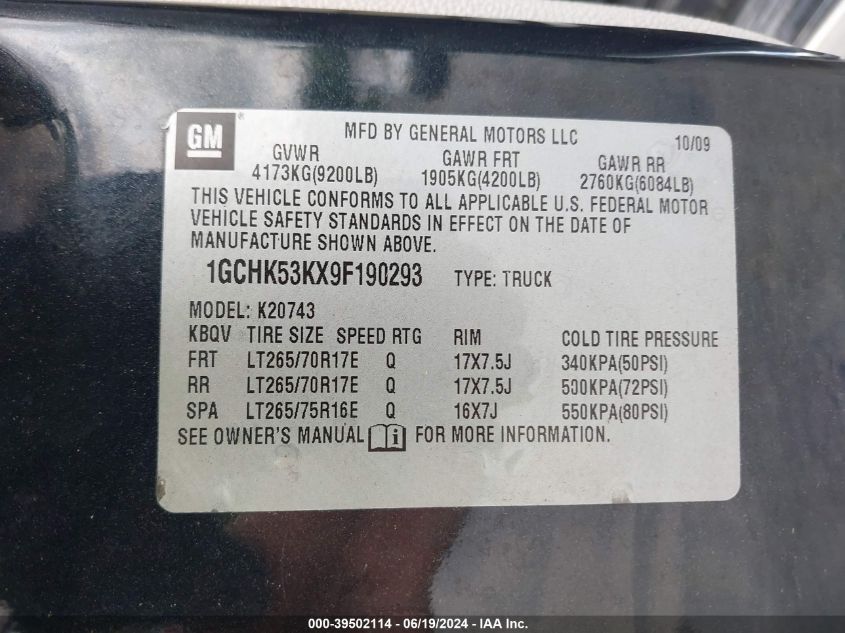 GM
MFD BY GENERAL MOTORS LLC 10/09
GVWR GAWR FRT GAWR RR
4173KG(9200LB) 1905KG(4200LB) 2760KG(6084LB)
THIS VEHICLE CONFORMS TO ALL APPLICABLE U.S. FEDERAL MOTOR
VEHICLE SAFETY STANDARDS IN EFFECT ON THE DATE OF
MANUFACTURE SHOWN ABOVE.
1GCHK53KX9F190293 TYPE: TRUCK
MODEL: K20743
KBQV TIRE SIZE SPEED RTG RIM COLD TIRE PRESSURE
FRT LT265/70R17E Q 17X7.5J 340KPA(50PSI)
RR LT265/70R17E Q 17X7.5J 500KPA(72PSI)
SPA LT265/75R16E Q 16X7J 550KPA(80PSI)
SEE OWNER'S MANUAL i FOR MORE INFORMATION.
000-39502114 - 06/19/2024 - IAA Inc.